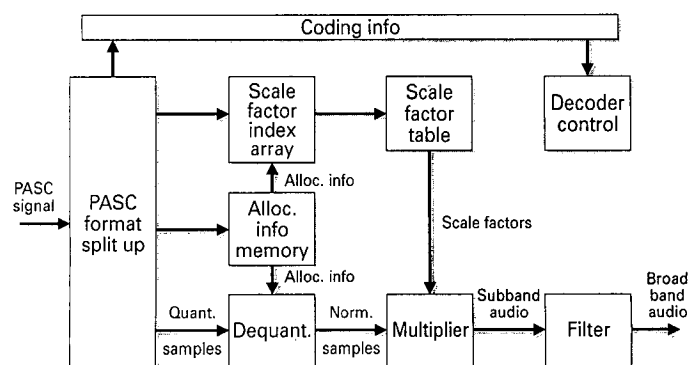 Coding info
Scale
factor
index
array
Scale
factor
table
Decoder
control
PASC
signal
PASC
format
split up
Alloc. info
Alloc.
info
memory
Alloc. info
Scale factors
Quant.
samples
Dequant.
Norm.
samples
Multiplier
Subband
audio
Filter
Broad
band
audio